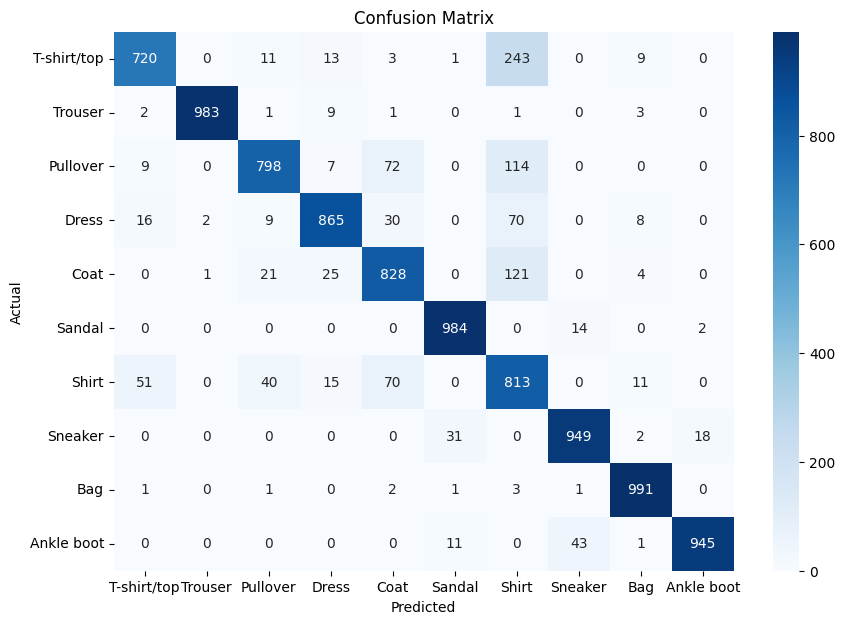 Confusion Matrix
Actual
T-shirt/top 720 0 11 13 3 1 243 0 9 0
Trouser 2 983 1 9 1 0 1 0 3 0
Pullover 9 0 798 7 72 0 114 0 0 0
Dress 16 2 9 865 30 0 70 0 8 0
Coat 0 1 21 25 828 0 121 0 4 0
Sandal 0 0 0 0 0 984 0 14 0 2
Shirt 51 0 40 15 70 0 813 0 11 0
Sneaker 0 0 0 0 0 31 0 949 2 18
Bag 1 0 1 0 2 1 3 1 991 0
Ankle boot 0 0 0 0 0 11 0 43 1 945
T-shirt/top Trouser Pullover Dress Coat Sandal Shirt Sneaker Bag Ankle boot
Predicted
800
600
400
200
0